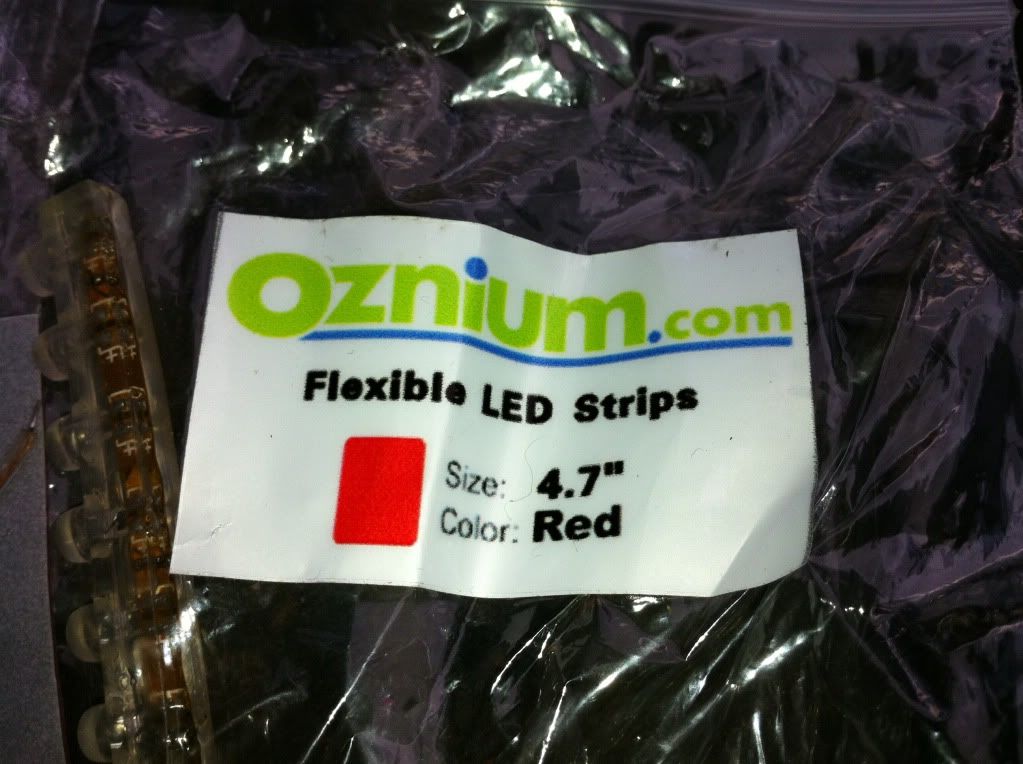 Oznium.com
Flexible LED Strips
Size: 4.7"
Color: Red